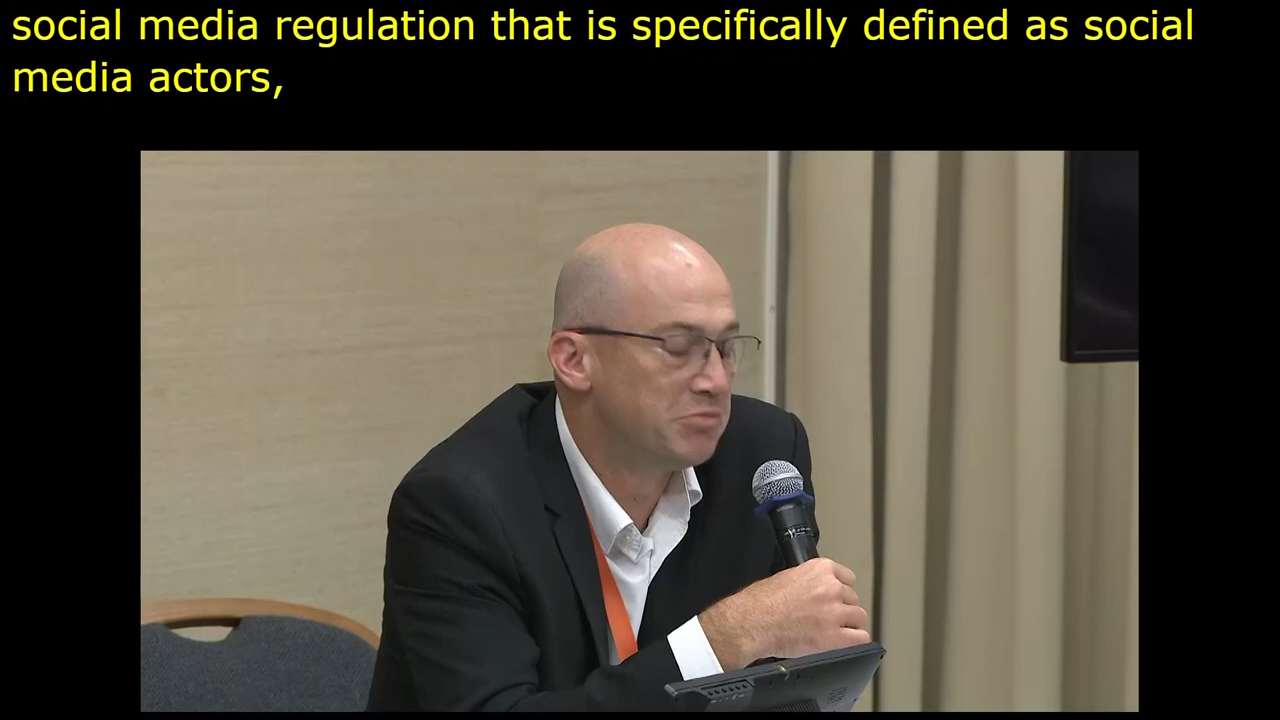 social media regulation that is specifically defined as social
media actors,